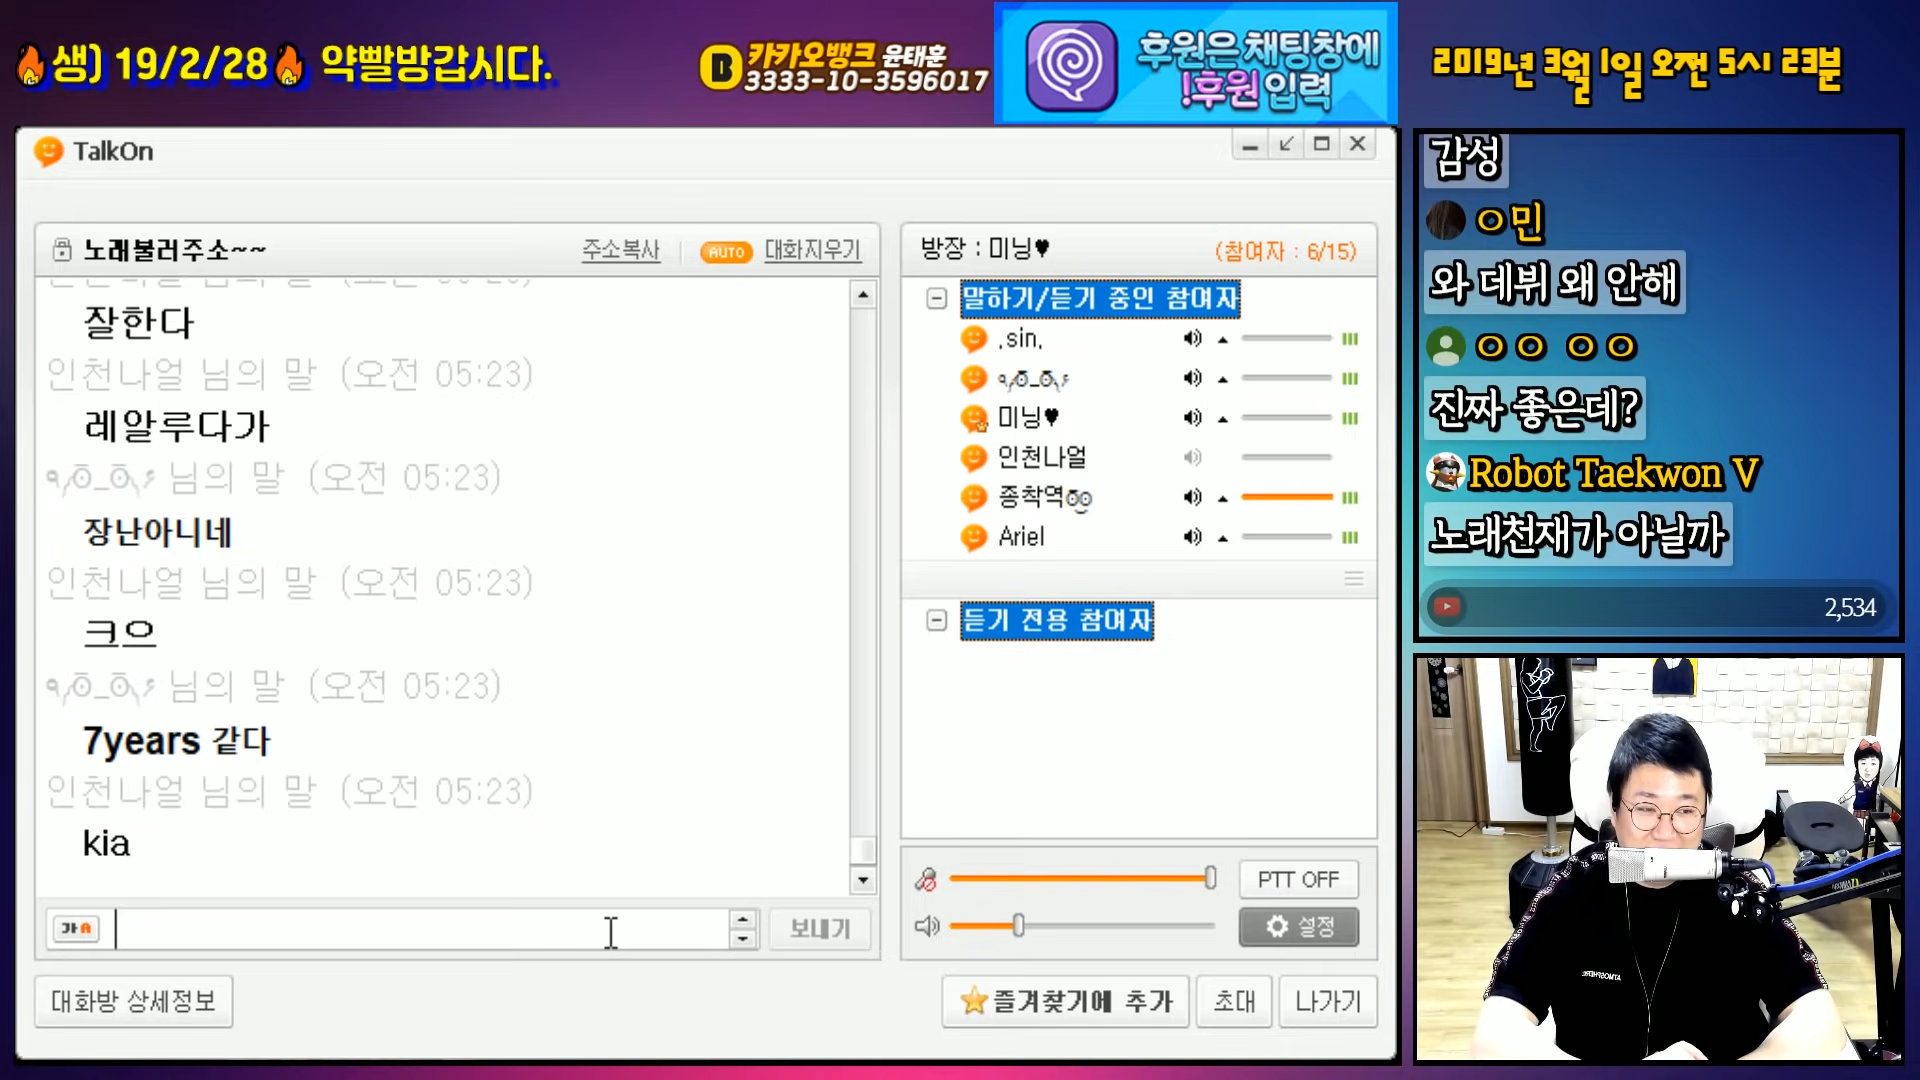 생) 19/2/28 약빨방갑시다.
카카오뱅크 윤태훈
3333-10-3596017
후원은채팅창에
!후원 입력
2019년 3월 1일 오전 5시 23분
TalkOn
노래불러주소~~
주소복사
AUTO
대화지우기
잘한다
인천나얼 님의 말 (오전 05:23)
레알루다가
님의 말 (오전 05:23)
장난아니네
인천나얼 님의 말 (오전 05:23)
크으
님의 말 (오전 05:23)
7years 같다
인천나얼 님의 말 (오전 05:23)
kia
가A
보내기
대화방 상세정보
방장 : 미닝♥
(참여자 : 6/15)
말하기/듣기 중인 참여자
,sin,
미닝♥
인천나얼
종착역
Ariel
듣기 전용 참여자
PTT OFF
설정
즐겨찾기에 추가
초대
나가기
감성
ㅇ민
와 데뷔 왜 안해
ㅇㅇ ㅇㅇ
진짜 좋은데?
Robot Taekwon V
노래천재가 아닐까
2,534